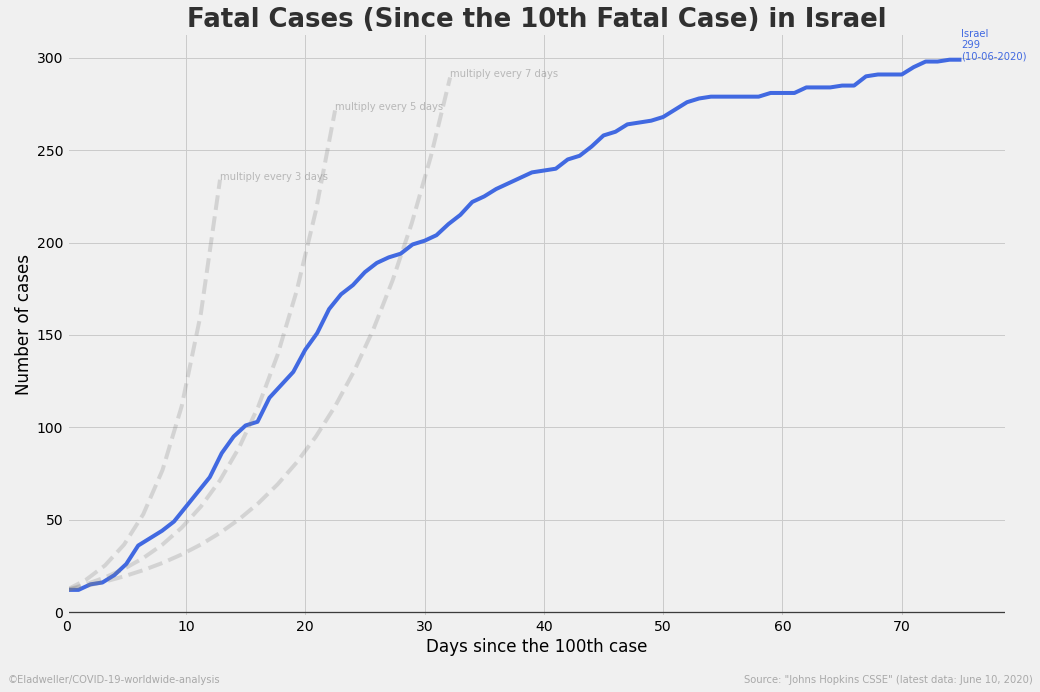 Fatal Cases (Since the 10th Fatal Case) in Israel
Israel
299
(10-06-2020)
multiply every 7 days
multiply every 5 days
multiply every 3 days
Number of cases
300
250
200
150
100
50
0
0 10 20 30 40 50 60 70
Days since the 100th case
©Eladweller/COVID-19-worldwide-analysis
Source: "Johns Hopkins CSSE" (latest data: June 10, 2020)